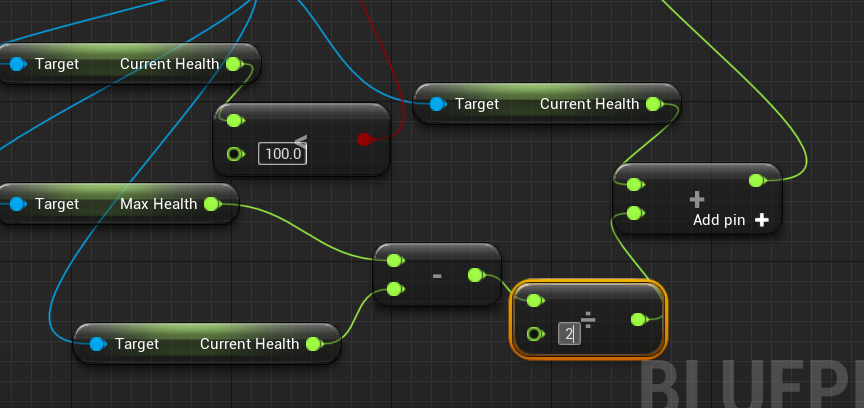 Target Current Health
<
100.0
Target Current Health
Target Max Health
+
Add pin +
-
÷
2
Target Current Health